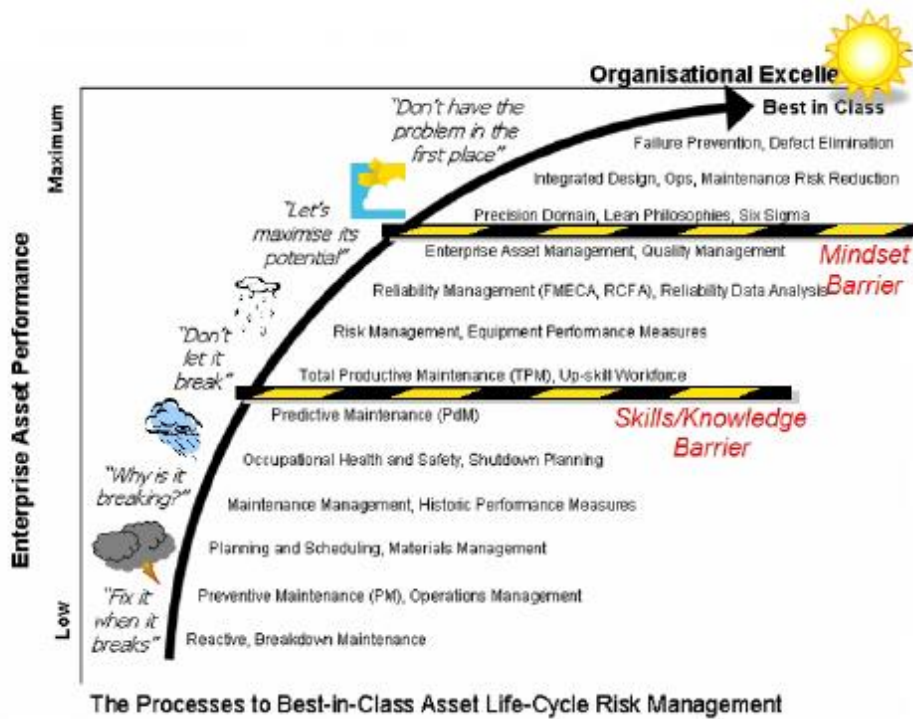 Organisational Excelle
Best in Class
"Don't have the
problem in the
first place"
Failure Prevention, Defect Elimination
Integrated Design, Ops, Maintenance Risk Reduction
Precision Domain, Lean Philosophies, Six Sigma
"Let's
maximise its
potential"
Enterprise Asset Management, Quality Management
Mindset
Barrier
Reliability Management (FMECA, RCFA), Reliability Data Analysis
Risk Management, Equipment Performance Measures
"Don't
let it
break"
Total Productive Maintenance (TPM), Up-skill Workforce
Predictive Maintenance (PdM)
Skills/Knowledge
Barrier
Occupational Health and Safety, Shutdown Planning
"Why is it
breaking?"
Maintenance Management, Historic Performance Measures
Planning and Scheduling, Materials Management
"Fix it
when it
breaks"
Preventive Maintenance (PM), Operations Management
Reactive, Breakdown Maintenance
Maximum
Enterprise Asset Performance
Low
The Processes to Best-in-Class Asset Life-Cycle Risk Management